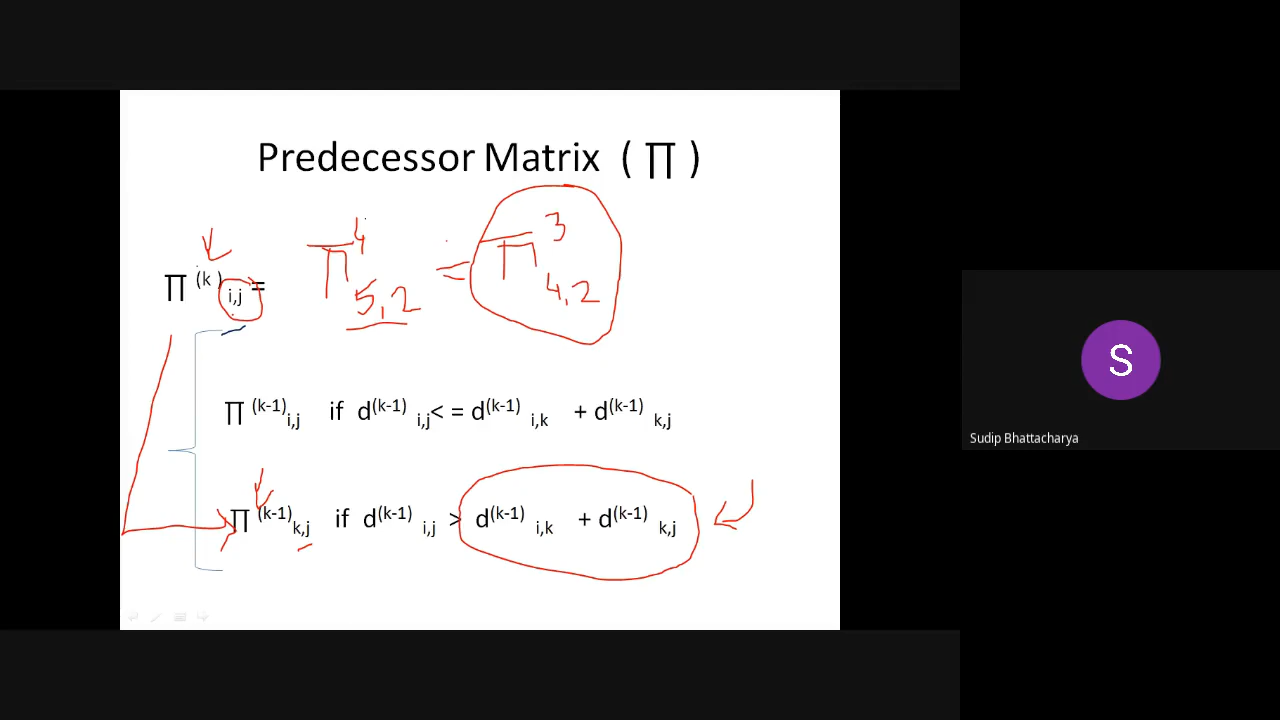 Predecessor Matrix ( ∏ )
∏ (k ) i,j =
∏ 4 5,2 = ∏ 3 4,2
∏ (k-1) i,j if d(k-1) i,j < = d(k-1) i,k + d(k-1) k,j
∏ (k-1) k,j if d(k-1) i,j > d(k-1) i,k + d(k-1) k,j
S
Sudip Bhattacharya